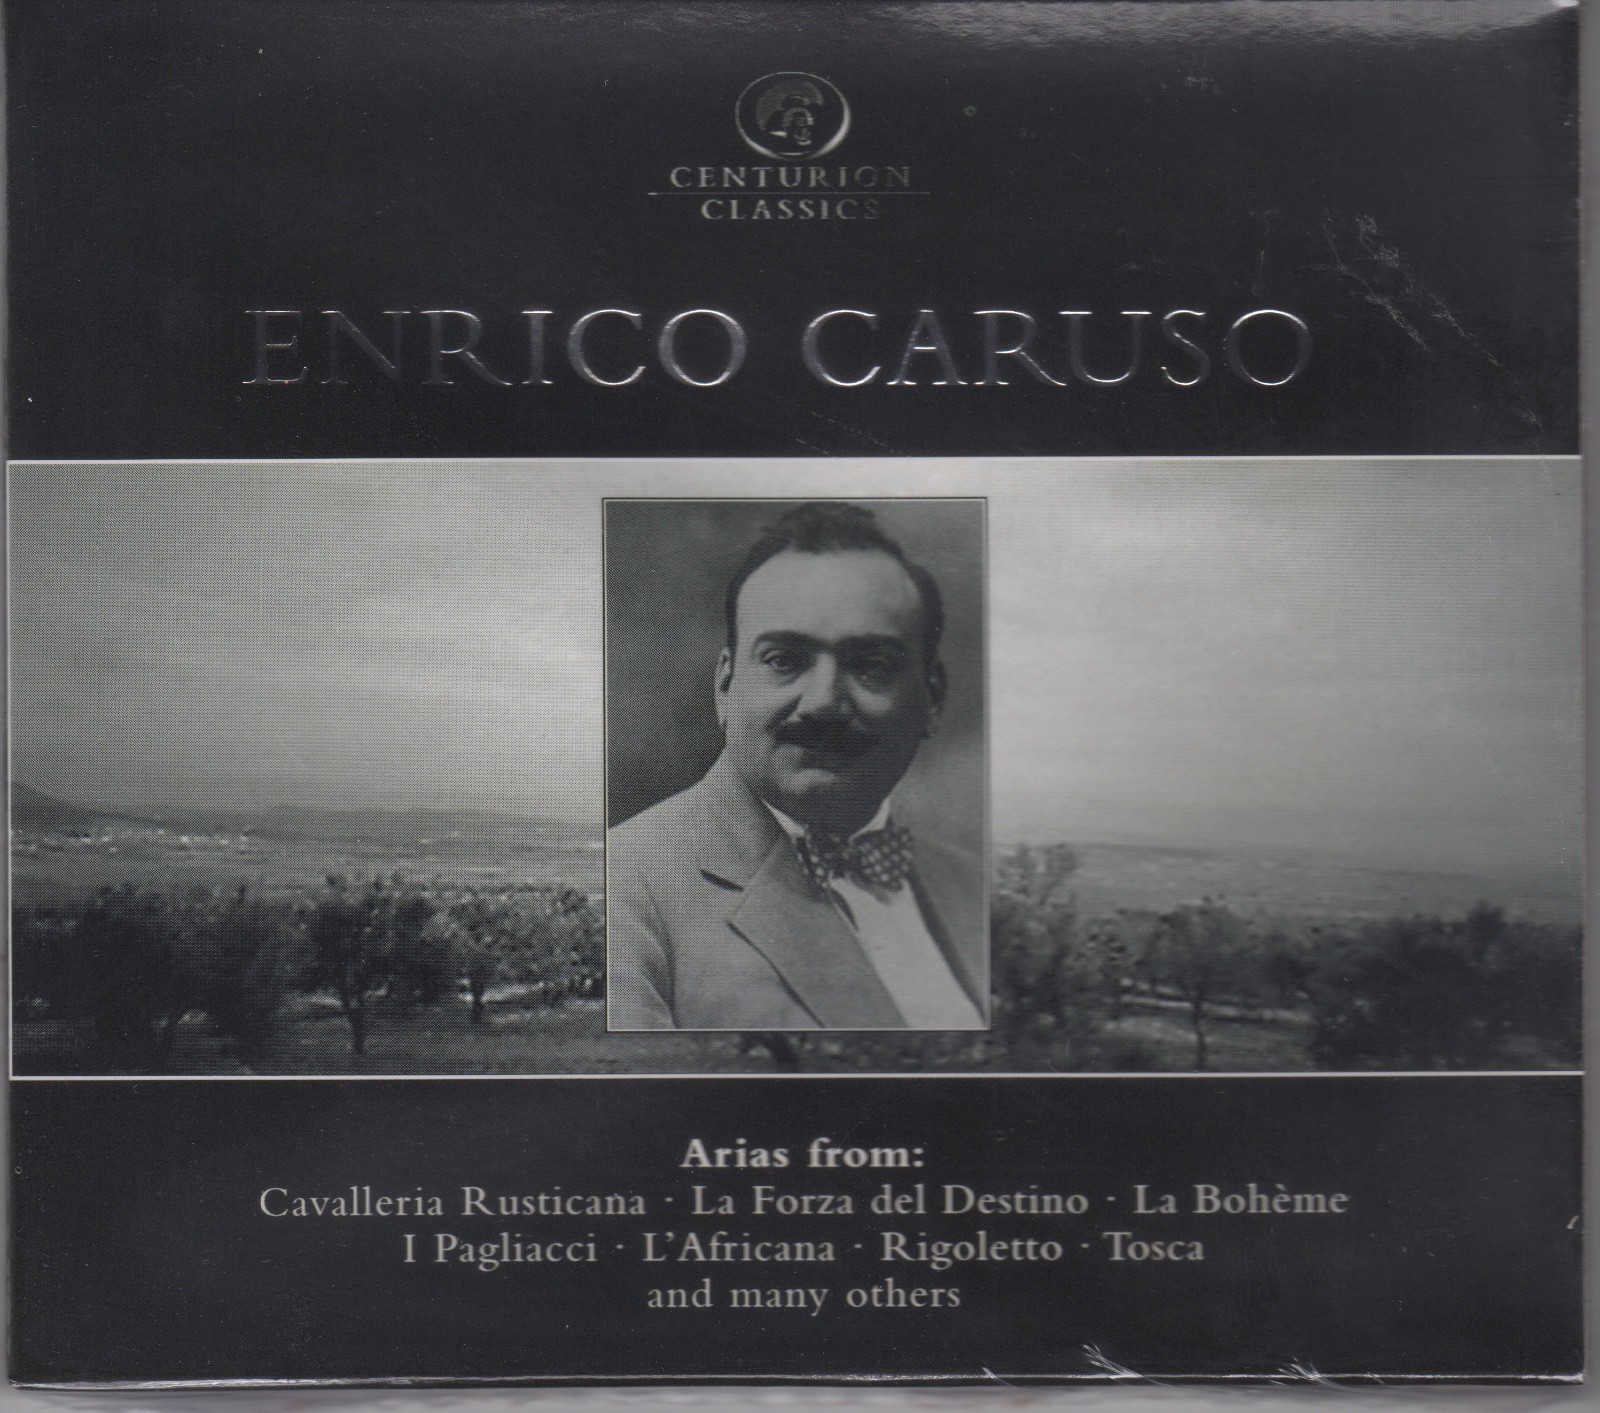 CENTURION
CLASSICS
ENRICO CARUSO
Arias from:
Cavalleria Rusticana · La Forza del Destino · La Bohème
I Pagliacci · L'Africana · Rigoletto · Tosca
and many others